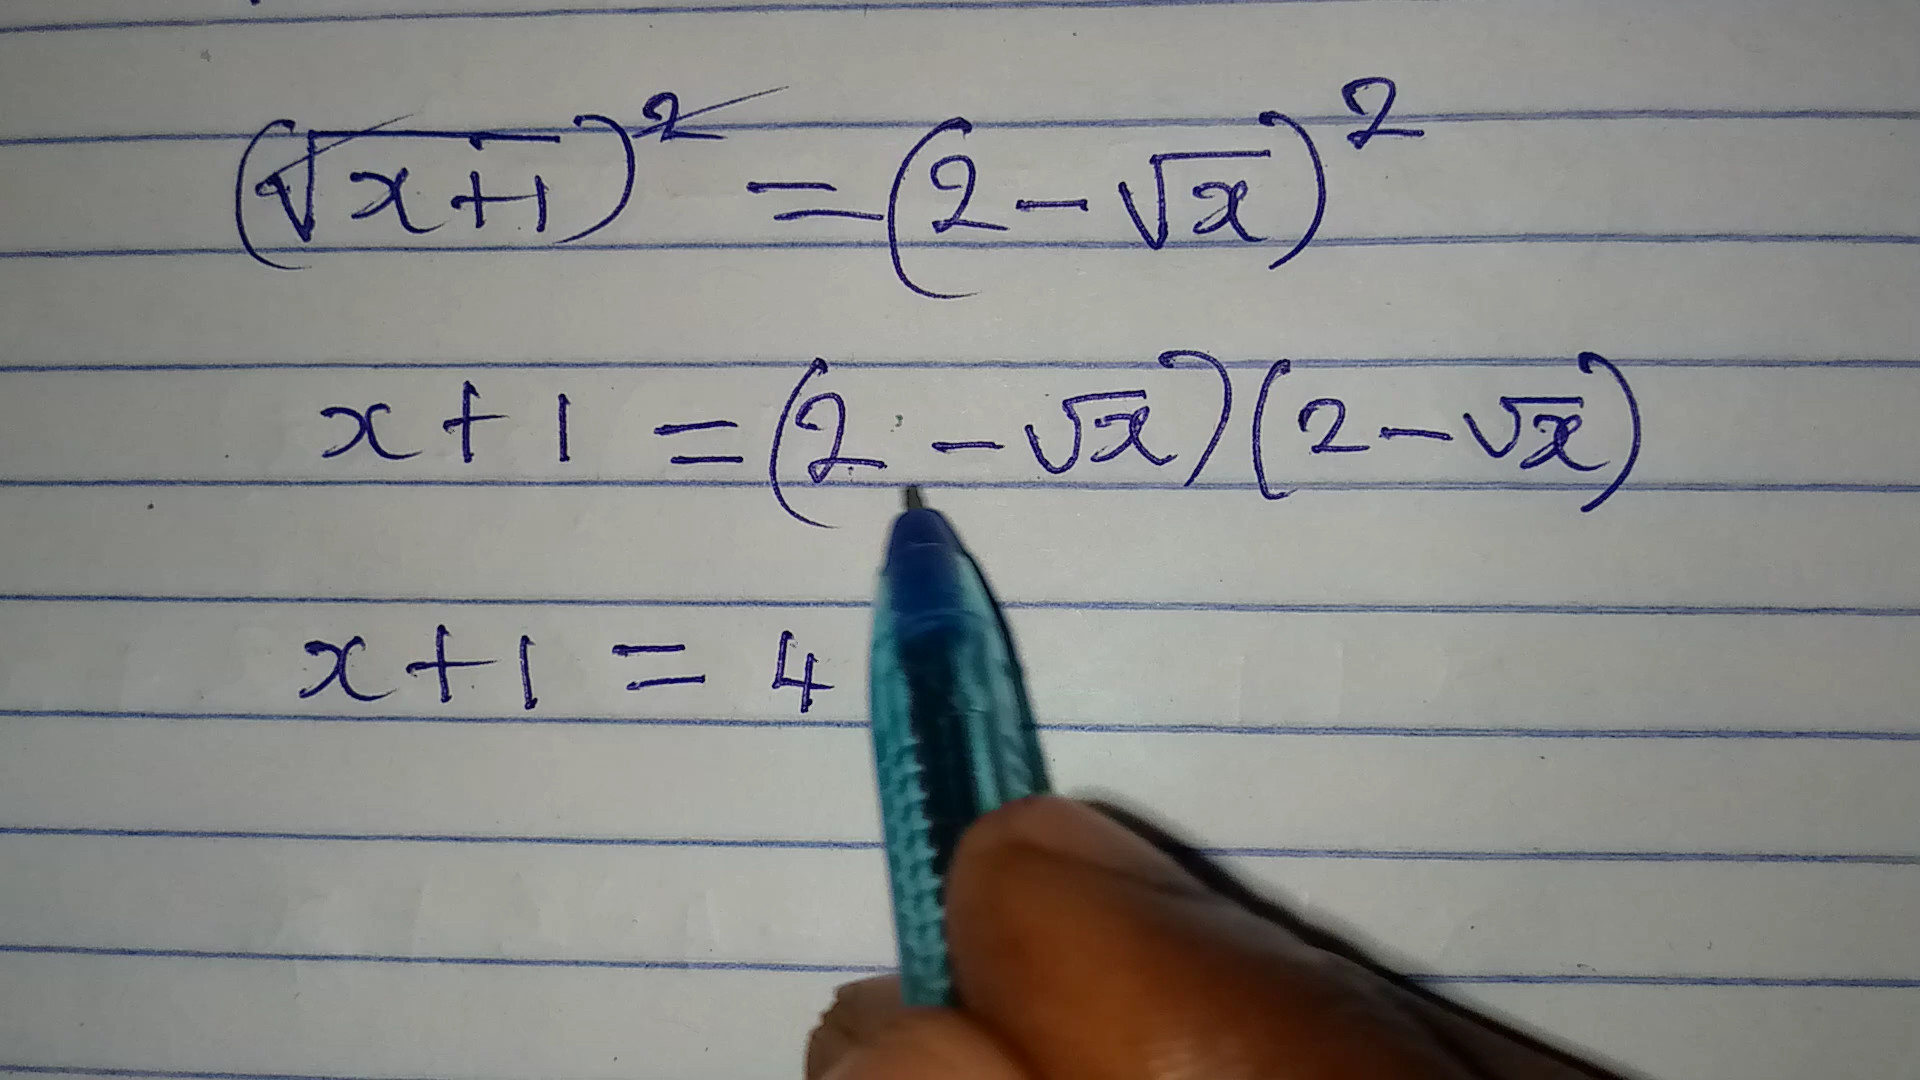 (√x+1)² = (2 - √x)²
x + 1 = (2 - √x)(2 - √x)
x + 1 = 4